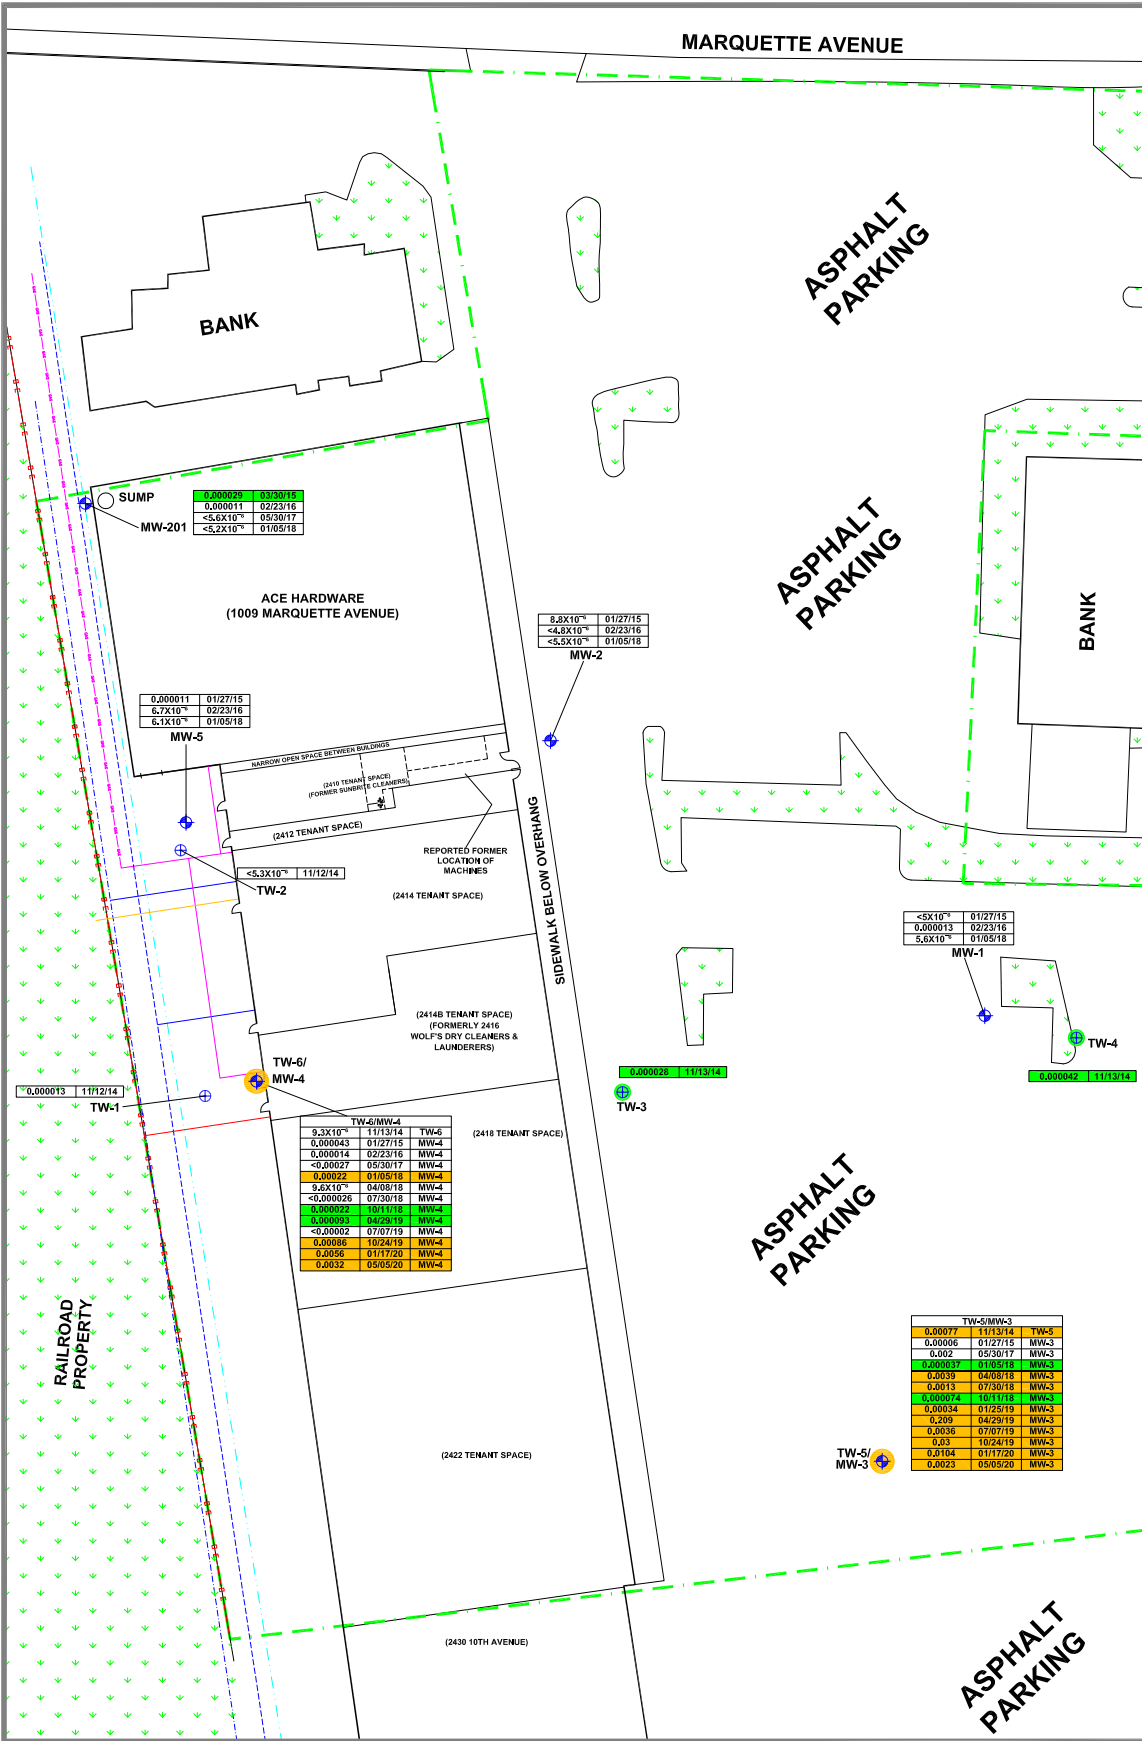 MARQUETTE AVENUE
ASPHALT
PARKING
BANK
SUMP
MW-201
0.000029 03/30/15
0.000011 02/23/16
<5.6X10⁻⁶ 05/30/17
<5.2X10⁻⁶ 01/05/18
ASPHALT
PARKING
ACE HARDWARE
(1009 MARQUETTE AVENUE)
BANK
8.8X10⁻⁶ 01/27/15
<4.8X10⁻⁶ 02/23/16
<5.5X10⁻⁶ 01/05/18
MW-2
0.000011 01/27/15
6.7X10⁻⁶ 02/23/16
6.1X10⁻⁶ 01/05/18
MW-5
NARROW OPEN SPACE BETWEEN BUILDINGS
(2410 TENANT SPACE)
(FORMER SUNBRITE CLEANERS)
(2412 TENANT SPACE)
REPORTED FORMER
LOCATION OF
MACHINES
SIDEWALK BELOW OVERHANG
<5.3X10⁻⁶ 11/12/14
TW-2
(2414 TENANT SPACE)
<5X10⁻⁶ 01/27/15
0.000013 02/23/16
5.6X10⁻⁶ 01/05/18
MW-1
(2414B TENANT SPACE)
(FORMERLY 2416
WOLF'S DRY CLEANERS &
LAUNDERERS)
TW-4
0.000042 11/13/14
0.000028 11/13/14
TW-3
TW-6/
MW-4
0.000013 11/12/14
TW-1
TW-6/MW-4
9.3X10⁻⁶ 11/13/14 TW-6
0.000043 01/27/15 MW-4
0.000014 02/23/16 MW-4
<0.00027 05/30/17 MW-4
0.00022 01/05/18 MW-4
9.6X10⁻⁶ 04/08/18 MW-4
<0.000026 07/30/18 MW-4
0.000022 10/11/18 MW-4
0.000093 04/29/19 MW-4
<0.00002 07/07/19 MW-4
0.00086 10/24/19 MW-4
0.0056 01/17/20 MW-4
0.0032 05/05/20 MW-4
(2418 TENANT SPACE)
ASPHALT
PARKING
RAILROAD
PROPERTY
TW-5/MW-3
0.00077 11/13/14 TW-5
0.00006 01/27/15 MW-3
0.002 05/30/17 MW-3
0.000037 01/05/18 MW-3
0.0039 04/08/18 MW-3
0.0013 07/30/18 MW-3
0.000074 10/11/18 MW-3
0.00034 01/25/19 MW-3
0.209 04/29/19 MW-3
0.0036 07/07/19 MW-3
0.03 10/24/19 MW-3
0.0104 01/17/20 MW-3
0.0023 05/05/20 MW-3
TW-5/
MW-3
(2422 TENANT SPACE)
(2430 10TH AVENUE)
ASPHALT
PARKING